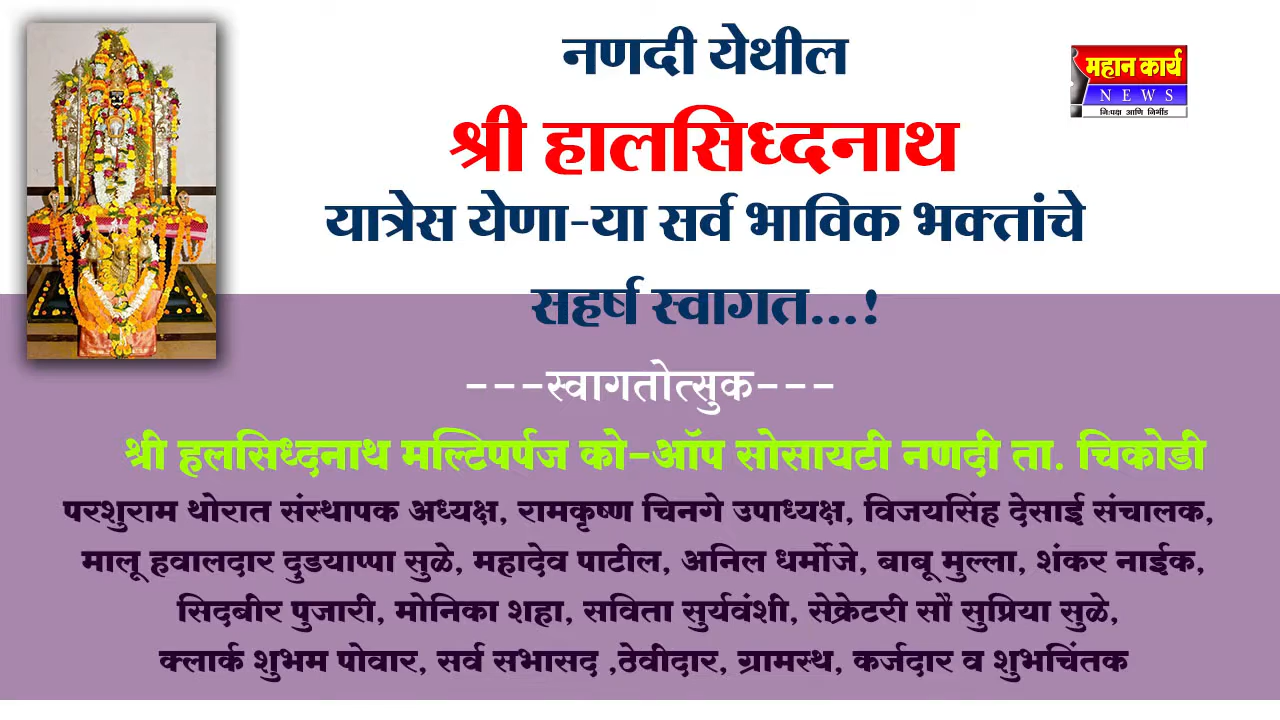 नणदी येथील
महान कार्य
NEWS
निःपक्ष आणि निर्भीड
श्री हालसिध्दनाथ
यात्रेस येणा-या सर्व भाविक भक्तांचे
सहर्ष स्वागत...!
---स्वागतोत्सुक---
श्री हलसिध्दनाथ मल्टिपर्पज को-ऑप सोसायटी नणदी ता. चिकोडी
परशुराम थोरात संस्थापक अध्यक्ष, रामकृष्ण चिनगे उपाध्यक्ष, विजयसिंह देसाई संचालक,
मालू हवालदार दुडयाप्पा सुळे, महादेव पाटील, अनिल धर्मोजे, बाबू मुल्ला, शंकर नाईक,
सिदबीर पुजारी, मोनिका शहा, सविता सुर्यवंशी, सेक्रेटरी सौ सुप्रिया सुळे,
क्लार्क शुभम पोवार, सर्व सभासद ,ठेवीदार, ग्रामस्थ, कर्जदार व शुभचिंतक